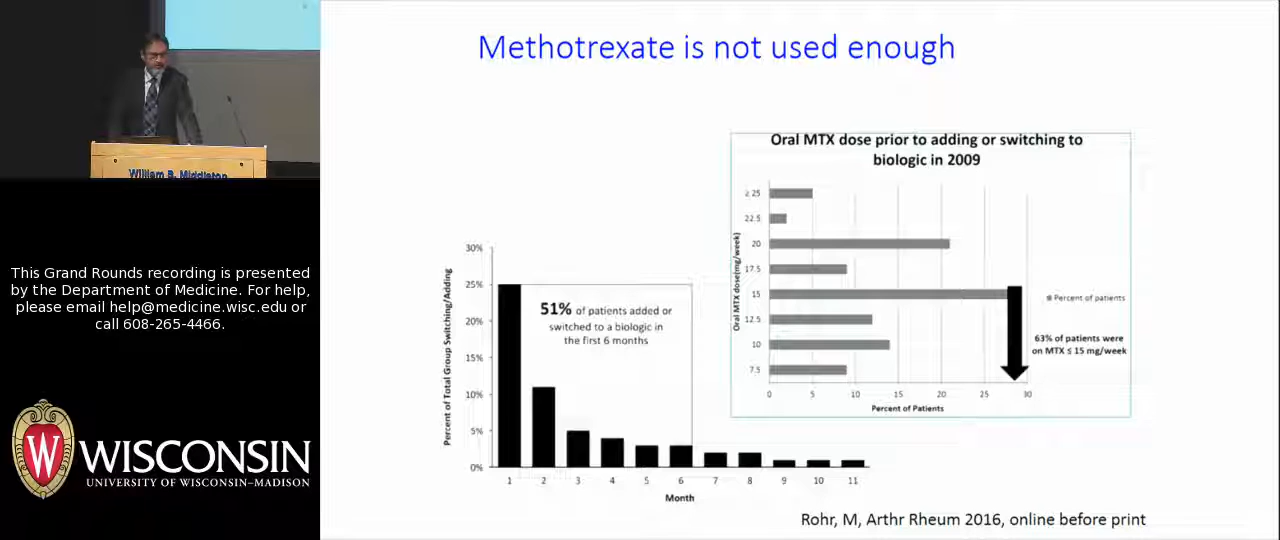 Methotrexate is not used enough
William S. Middleton
This Grand Rounds recording is presented
by the Department of Medicine. For help,
please email help@medicine.wisc.edu or
call 608-265-4466.
W
WISCONSIN
UNIVERSITY OF WISCONSIN–MADISON
Percent of Total Group Switching/Adding
30%
25%
20%
15%
10%
5%
0%
51% of patients added or
switched to a biologic in
the first 6 months
1 2 3 4 5 6 7 8 9 10 11
Month
Oral MTX dose prior to adding or switching to
biologic in 2009
Oral MTX dose(mg/week)
≥ 25
22.5
20
17.5
15
12.5
10
7.5
0 5 10 15 20 25 30
Percent of Patients
Percent of patients
63% of patients were
on MTX ≤ 15 mg/week
Rohr, M, Arthr Rheum 2016, online before print